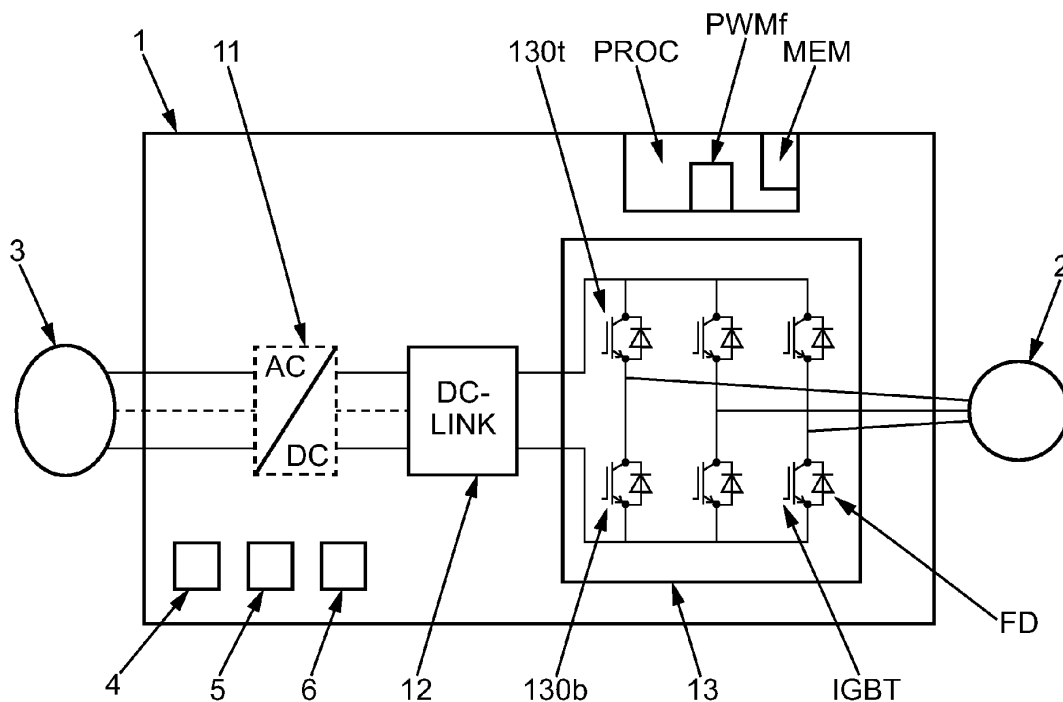 PWMf
1
11
130t
PROC
MEM
3
2
AC
DC
DC-
LINK
4
5
6
12
130b
13
IGBT
FD